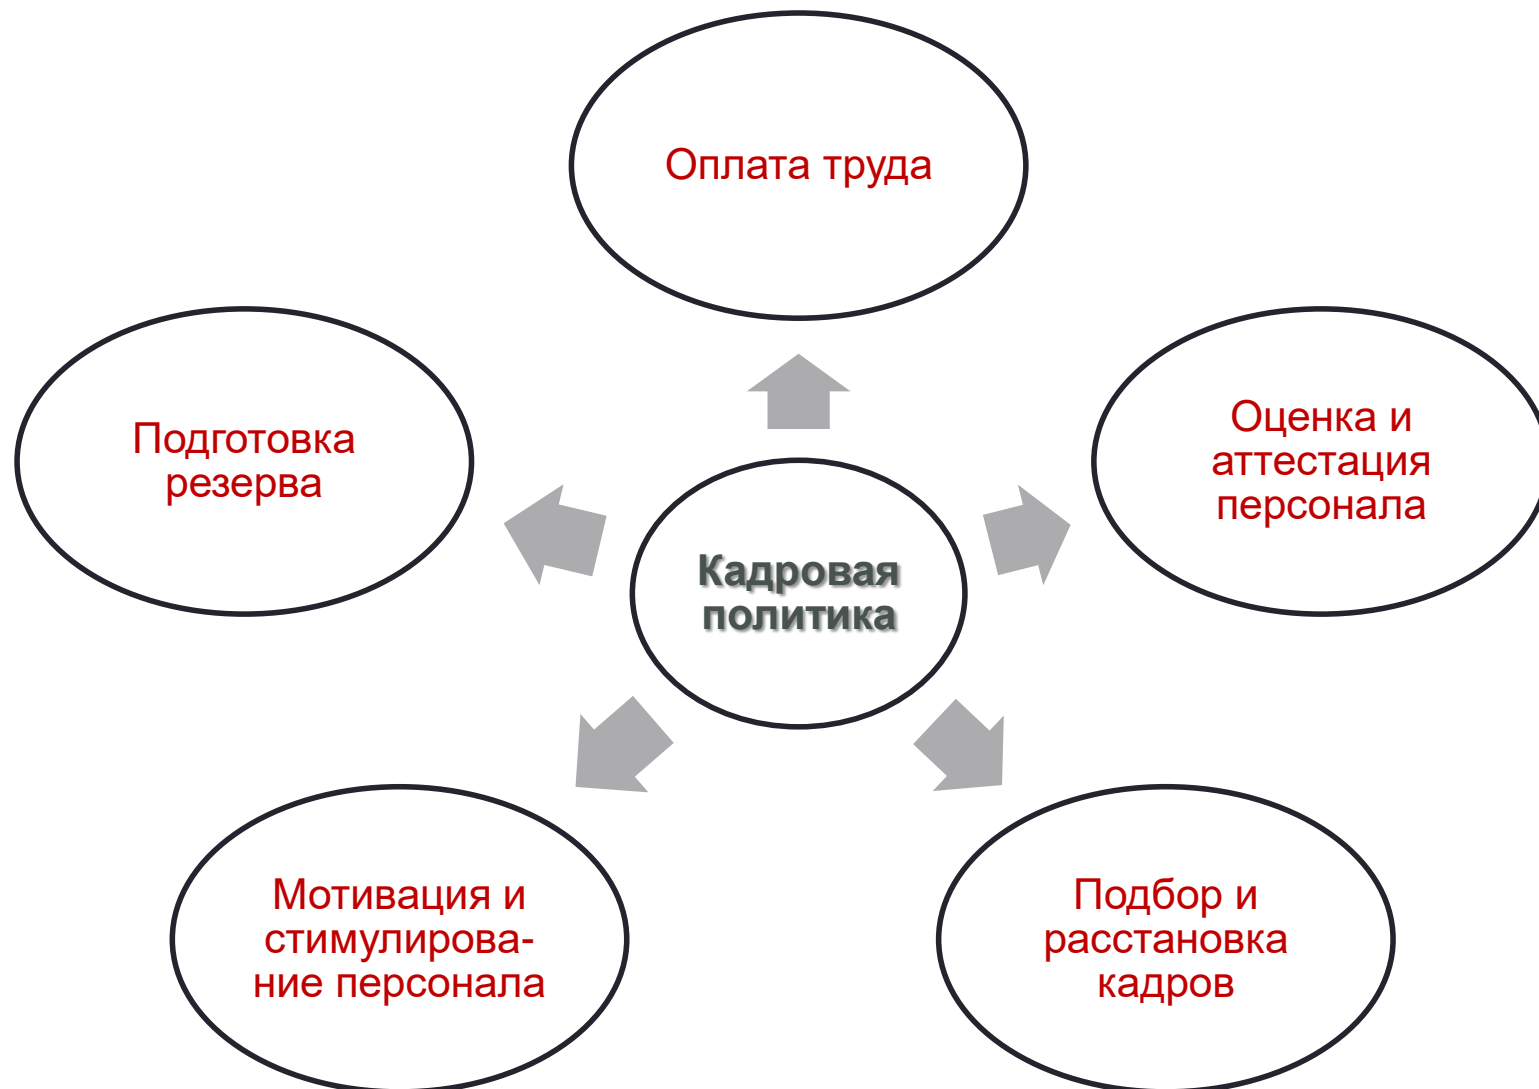 Оплата труда
Подготовка
резерва
Оценка и
аттестация
персонала
Кадровая
политика
Мотивация и
стимулирова-
ние персонала
Подбор и
расстановка
кадров